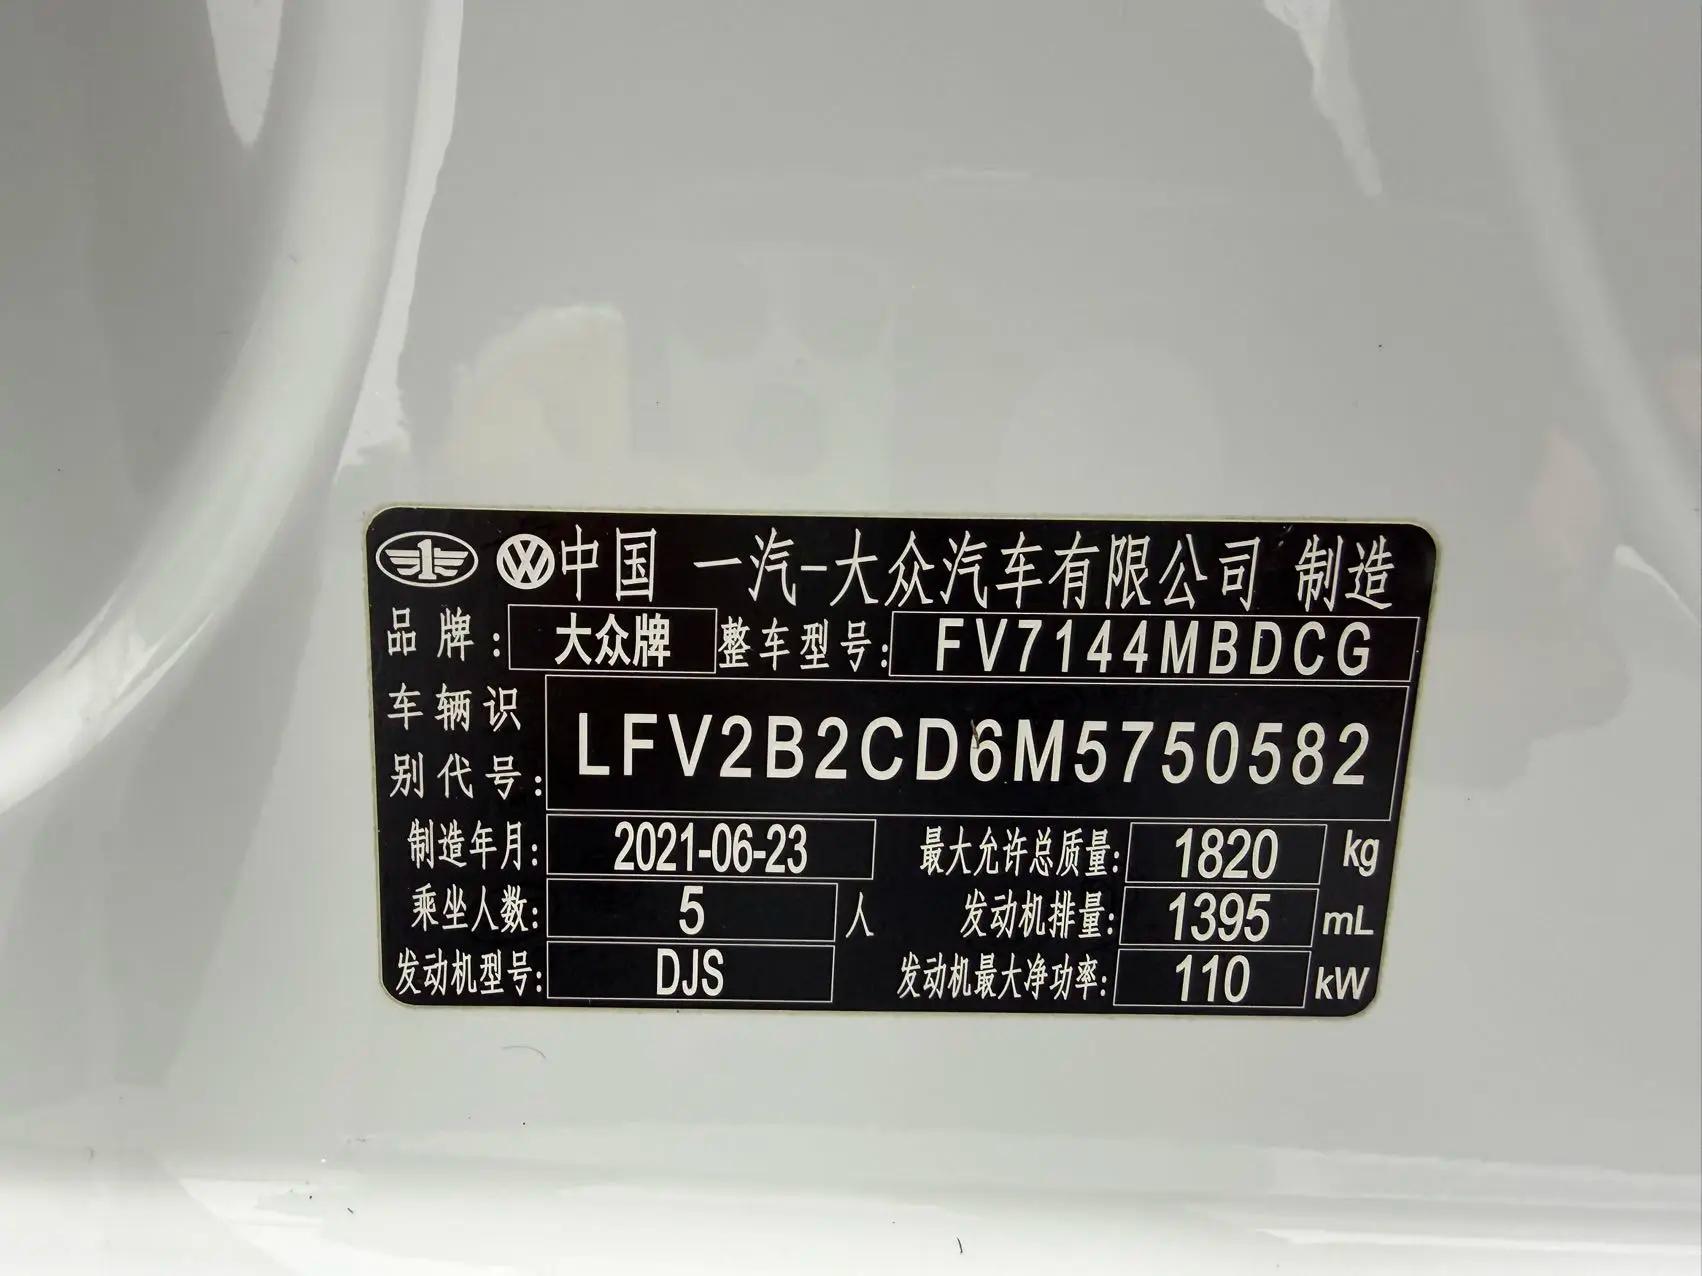 中国 一汽-大众汽车有限公司 制造
品牌: 大众牌 整车型号: FV7144MBDCG
车辆识别代号: LFV2B2CD6M5750582
制造年月: 2021-06-23 最大允许总质量: 1820 kg
乘坐人数: 5 人 发动机排量: 1395 mL
发动机型号: DJS 发动机最大净功率: 110 kW